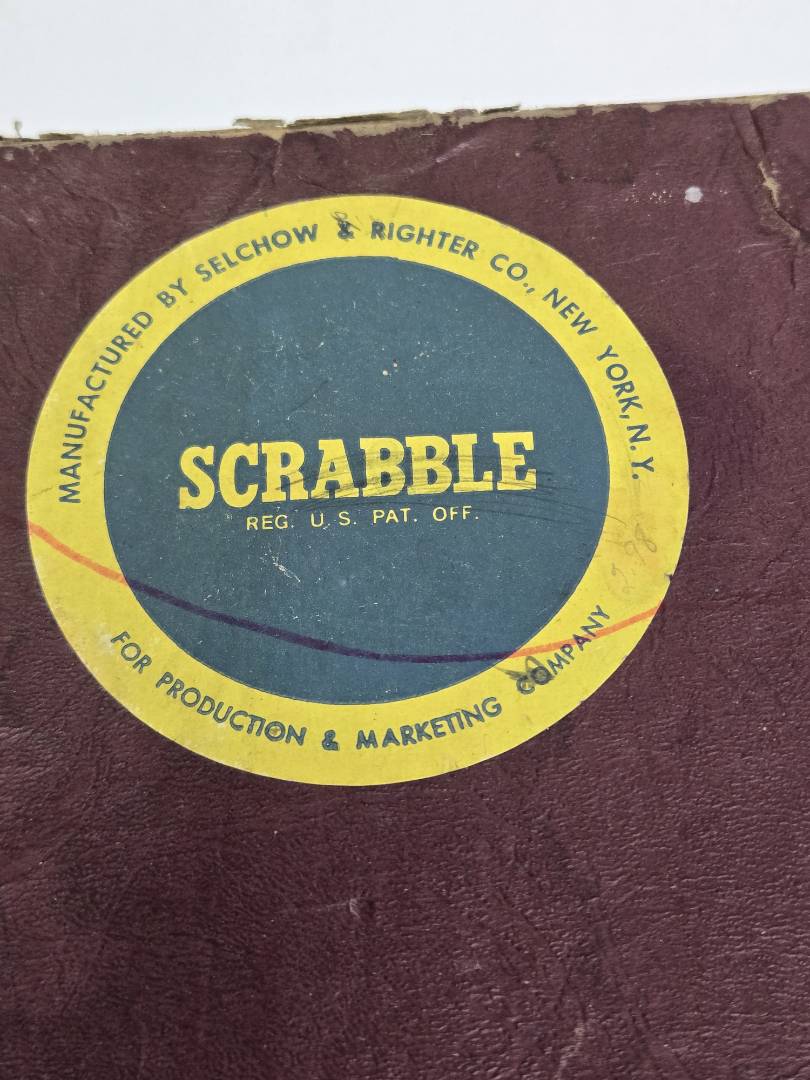 MANUFACTURED BY SELCHOW & RIGHTER CO., NEW YORK, N.Y.
SCRABBLE
REG. U.S. PAT. OFF.
FOR PRODUCTION & MARKETING COMPANY